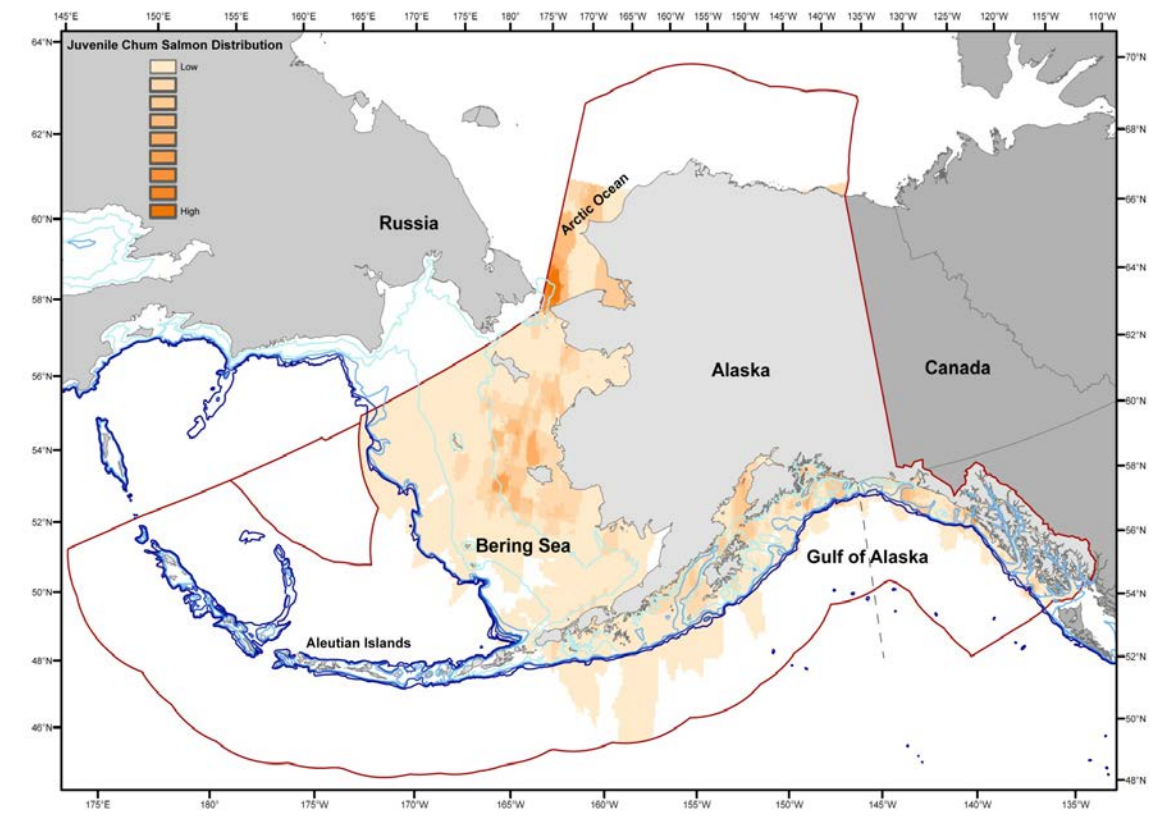 145°E 150°E 155°E 160°E 165°E 170°E 175°E 180° 175°W 170°W 165°W 160°W 155°W 150°W 145°W 140°W 135°W 130°W 125°W 120°W 115°W 110°W
64°N
Juvenile Chum Salmon Distribution
Low
High
70°N
62°N
68°N
Arctic Ocean
66°N
60°N
Russia
64°N
58°N
62°N
56°N
Alaska
Canada
60°N
54°N
58°N
52°N
56°N
Bering Sea
Gulf of Alaska
50°N
54°N
Aleutian Islands
48°N
52°N
46°N
50°N
48°N
175°E 180° 175°W 170°W 165°W 160°W 155°W 150°W 145°W 140°W 135°W